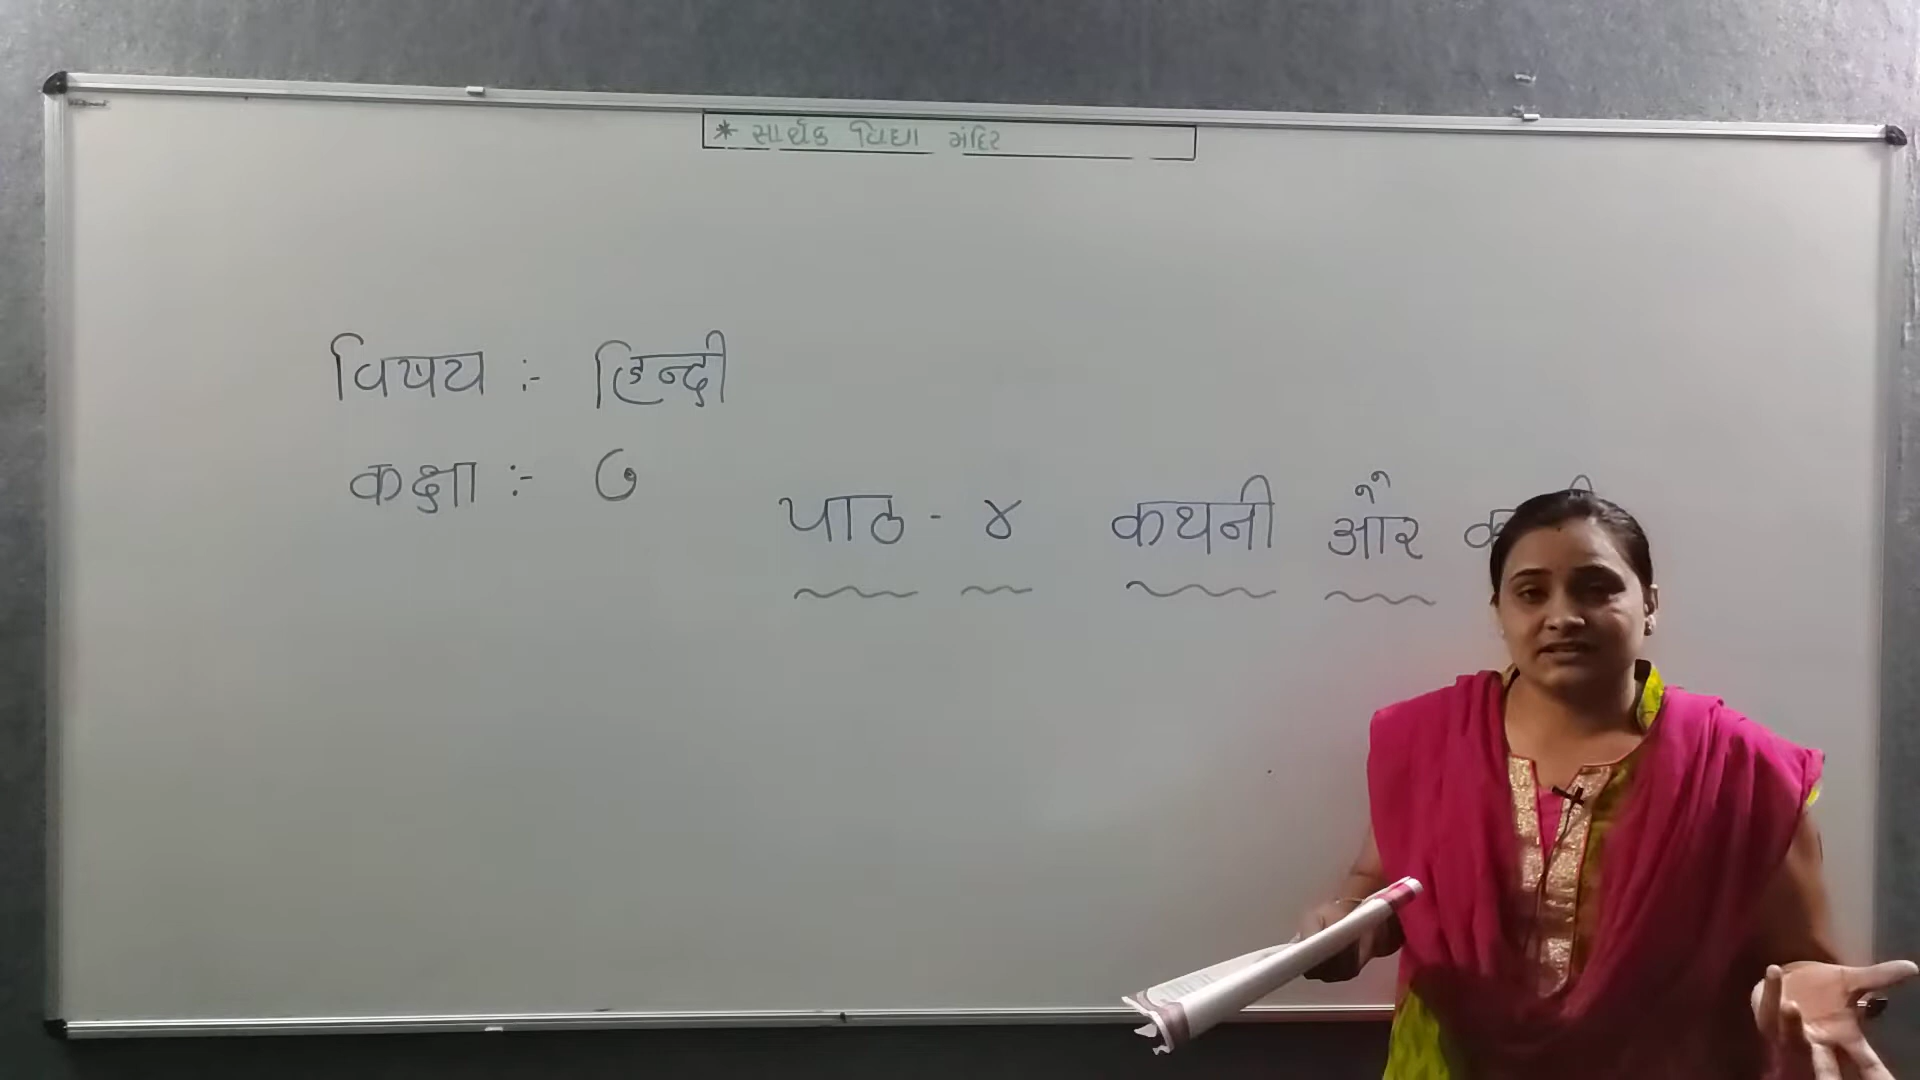 * સાર્થક વિદ્યા મંદિર
विषय :- हिन्दी
कक्षा :- ७
पाठ - ४ कथनी और